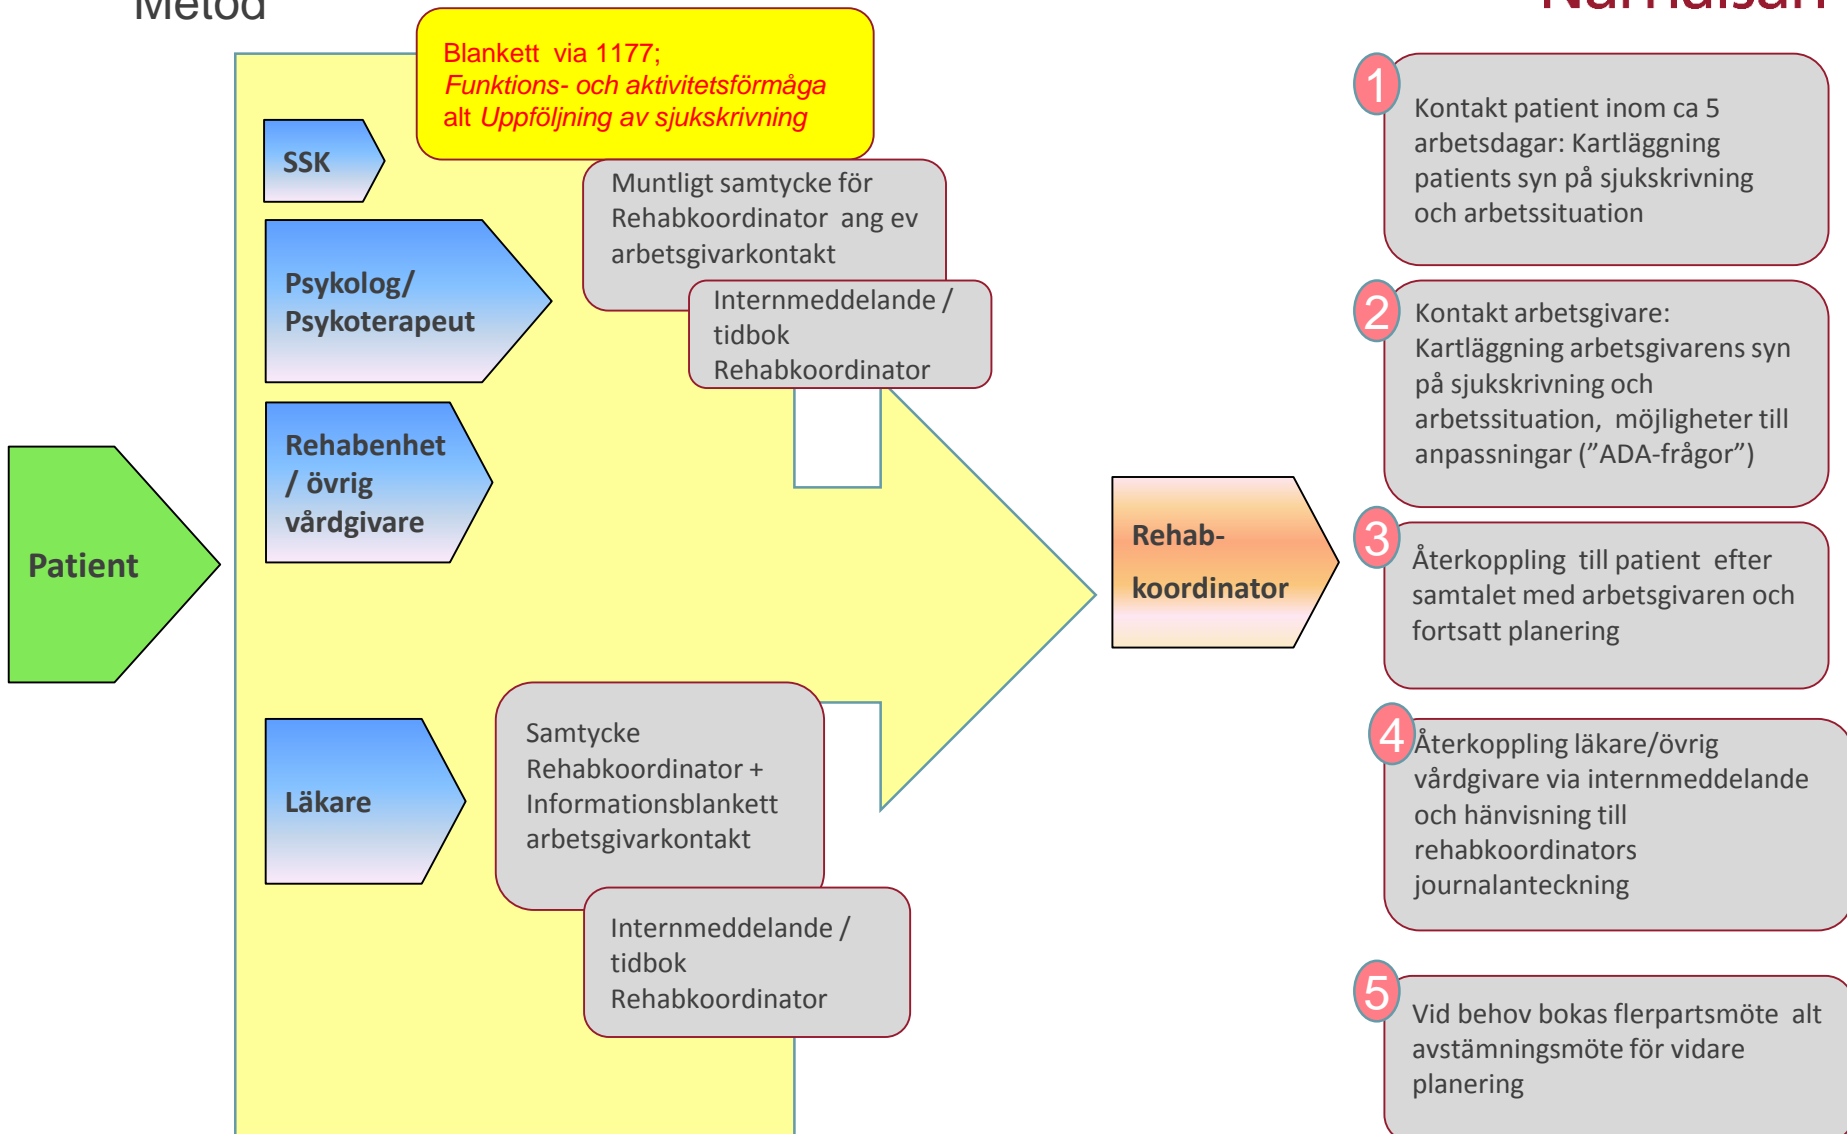 Metod
Blankett via 1177;
Funktions- och aktivitetsförmåga
alt Uppföljning av sjukskrivning
SSK
Muntligt samtycke för
Rehabkoordinator ang ev
arbetsgivarkontakt
Psykolog/
Psykoterapeut
Internmeddelande /
tidbok
Rehabkoordinator
Rehabenhet
/ övrig
vårdgivare
Patient
Läkare
Samtycke
Rehabkoordinator +
Informationsblankett
arbetsgivarkontakt
Internmeddelande /
tidbok
Rehabkoordinator
Rehab-
koordinator
1
Kontakt patient inom ca 5
arbetsdagar: Kartläggning
patients syn på sjukskrivning
och arbetssituation
2
Kontakt arbetsgivare:
Kartläggning arbetsgivarens syn
på sjukskrivning och
arbetssituation, möjligheter till
anpassningar (”ADA-frågor”)
3
Återkoppling till patient efter
samtalet med arbetsgivaren och
fortsatt planering
4
Återkoppling läkare/övrig
vårdgivare via internmeddelande
och hänvisning till
rehabkoordinators
journalanteckning
5
Vid behov bokas flerpartsmöte alt
avstämningsmöte för vidare
planering